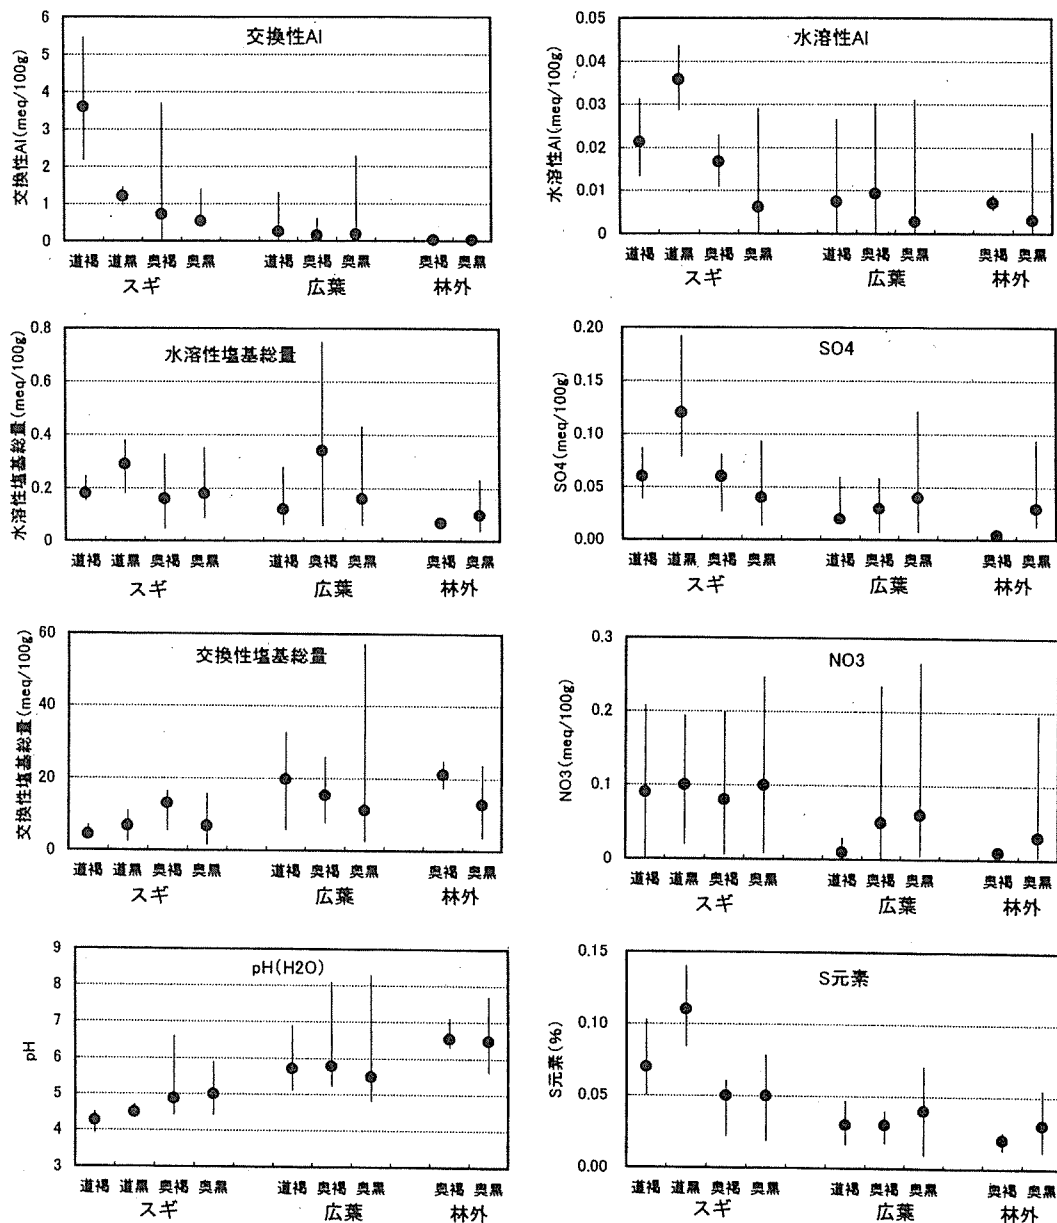 交換性Al
交換性Al(meq/100g)
6
5
4
3
2
1
0
道褐 道黒 奥褐 奥黒 道褐 奥褐 奥黒 奥褐 奥黒
スギ 広葉 林外
水溶性Al
水溶性Al(meq/100g)
0.05
0.04
0.03
0.02
0.01
0
道褐 道黒 奥褐 奥黒 道褐 奥褐 奥黒 奥褐 奥黒
スギ 広葉 林外
水溶性塩基総量
水溶性塩基総量(meq/100g)
0.8
0.6
0.4
0.2
0
道褐 道黒 奥褐 奥黒 道褐 奥褐 奥黒 奥褐 奥黒
スギ 広葉 林外
SO4
SO4(meq/100g)
0.20
0.15
0.10
0.05
0.00
道褐 道黒 奥褐 奥黒 道褐 奥褐 奥黒 奥褐 奥黒
スギ 広葉 林外
交換性塩基総量
交換性塩基総量(meq/100g)
60
40
20
0
道褐 道黒 奥褐 奥黒 道褐 奥褐 奥黒 奥褐 奥黒
スギ 広葉 林外
NO3
NO3(meq/100g)
0.3
0.2
0.1
0
道褐 道黒 奥褐 奥黒 道褐 奥褐 奥黒 奥褐 奥黒
スギ 広葉 林外
pH(H2O)
pH
9
8
7
6
5
4
3
道褐 道黒 奥褐 奥黒 道褐 奥褐 奥黒 奥褐 奥黒
スギ 広葉 林外
S元素
S元素(%)
0.15
0.10
0.05
0.00
道褐 道黒 奥褐 奥黒 道褐 奥褐 奥黒 奥褐 奥黒
スギ 広葉 林外